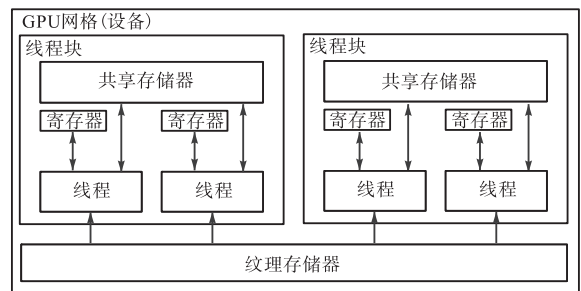 GPU网格(设备)
线程块
共享存储器
寄存器
寄存器
线程
线程
线程块
共享存储器
寄存器
寄存器
线程
线程
纹理存储器